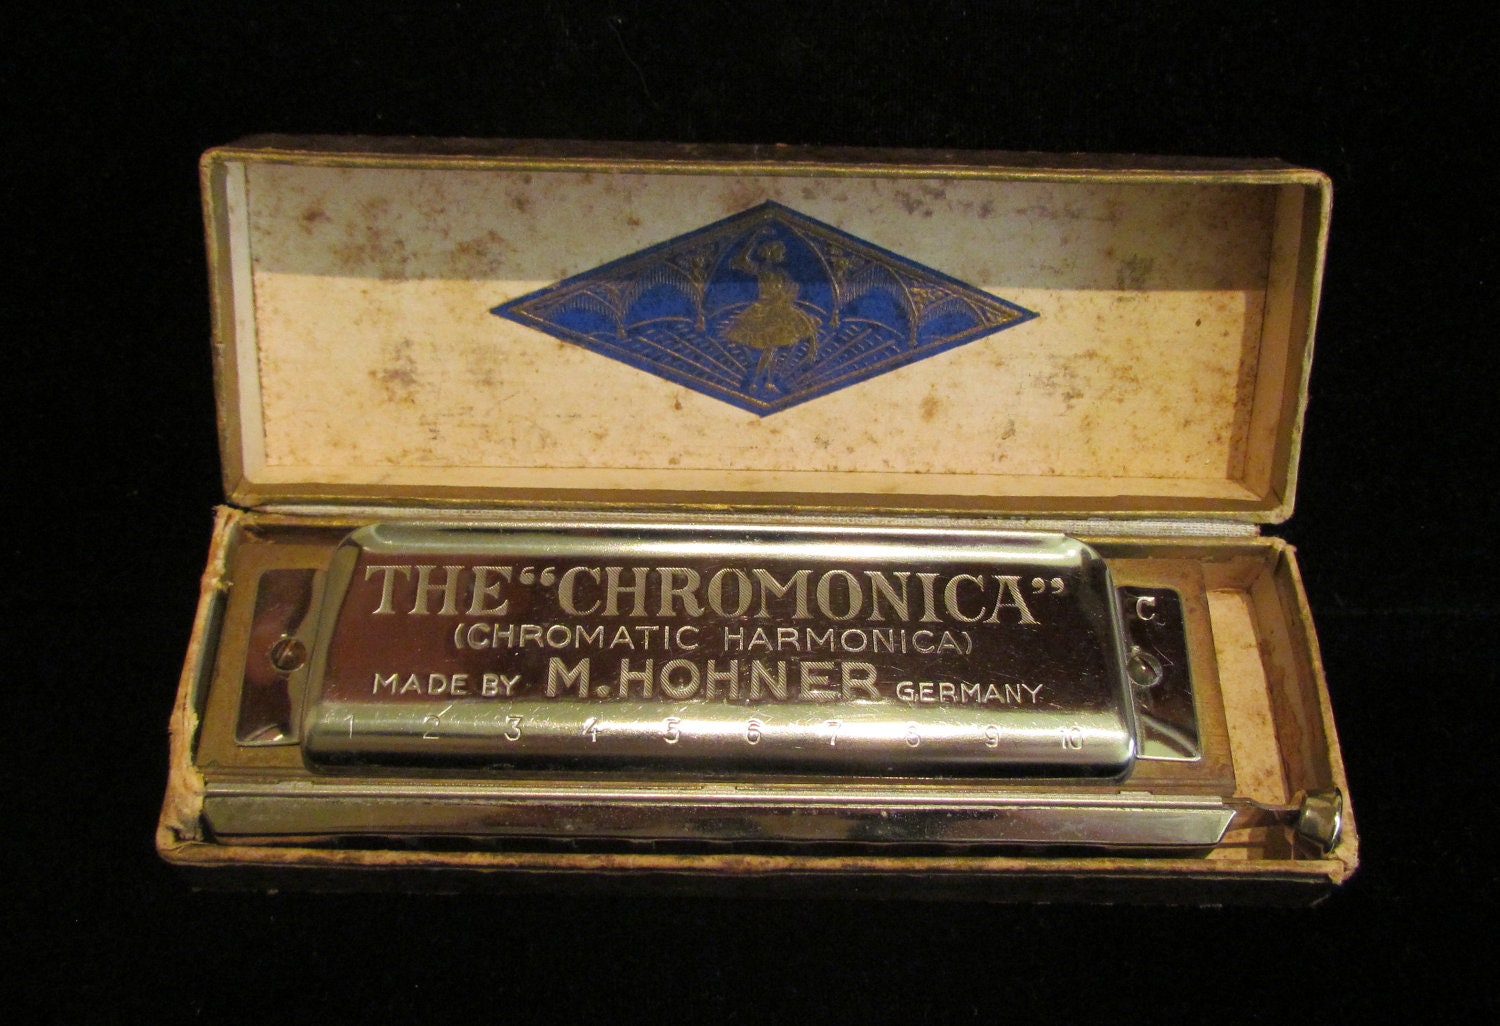 THE “CHROMONICA”
(CHROMATIC HARMONICA)
MADE BY M. HOHNER GERMANY
C
1 2 3 4 5 6 7 8 9 10